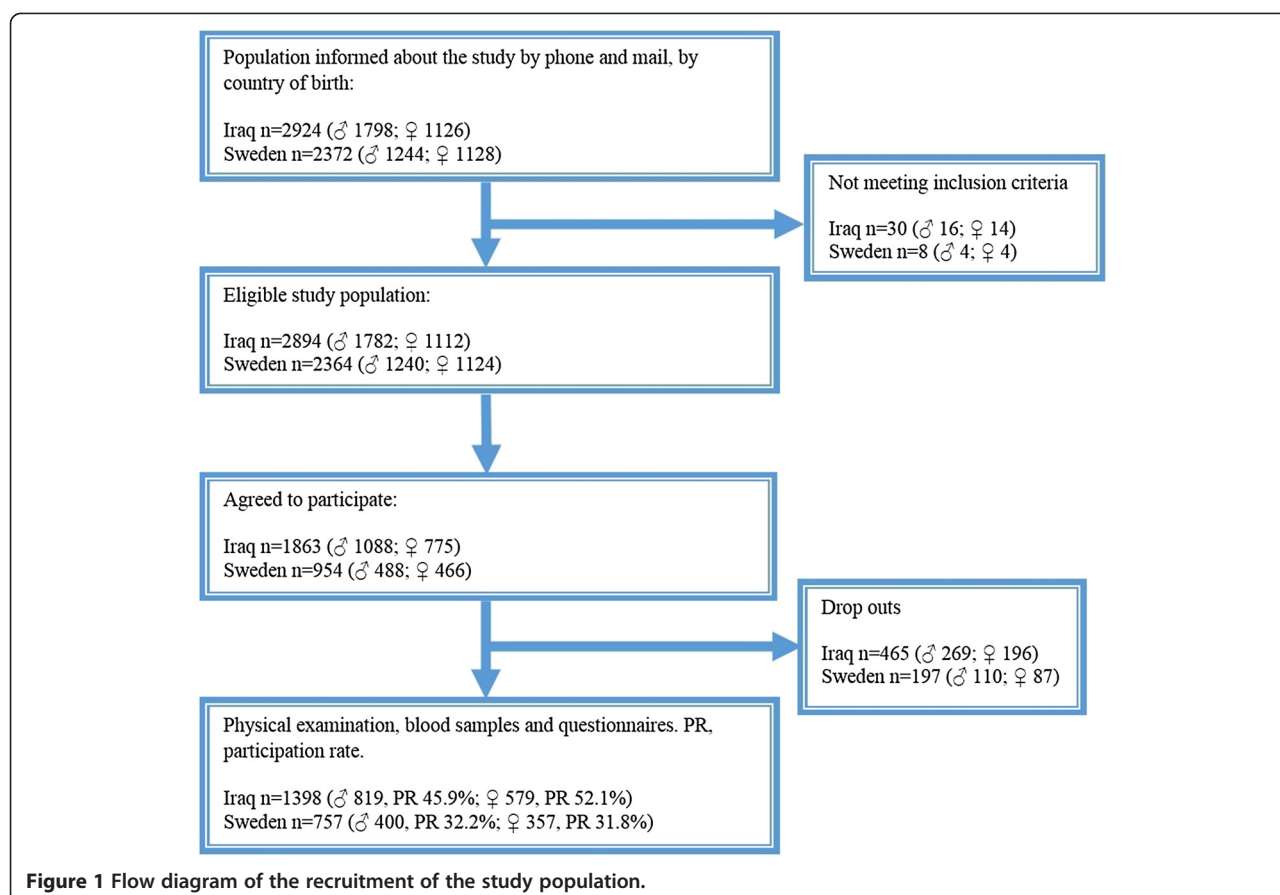 Population informed about the study by phone and mail, by
country of birth:
Iraq n=2924 (♂ 1798; ♀ 1126)
Sweden n=2372 (♂ 1244; ♀ 1128)
Not meeting inclusion criteria
Iraq n=30 (♂ 16; ♀ 14)
Sweden n=8 (♂ 4; ♀ 4)
Eligible study population:
Iraq n=2894 (♂ 1782; ♀ 1112)
Sweden n=2364 (♂ 1240; ♀ 1124)
Agreed to participate:
Iraq n=1863 (♂ 1088; ♀ 775)
Sweden n=954 (♂ 488; ♀ 466)
Drop outs
Iraq n=465 (♂ 269; ♀ 196)
Sweden n=197 (♂ 110; ♀ 87)
Physical examination, blood samples and questionnaires. PR,
participation rate.
Iraq n=1398 (♂ 819, PR 45.9%; ♀ 579, PR 52.1%)
Sweden n=757 (♂ 400, PR 32.2%; ♀ 357, PR 31.8%)
Figure 1 Flow diagram of the recruitment of the study population.